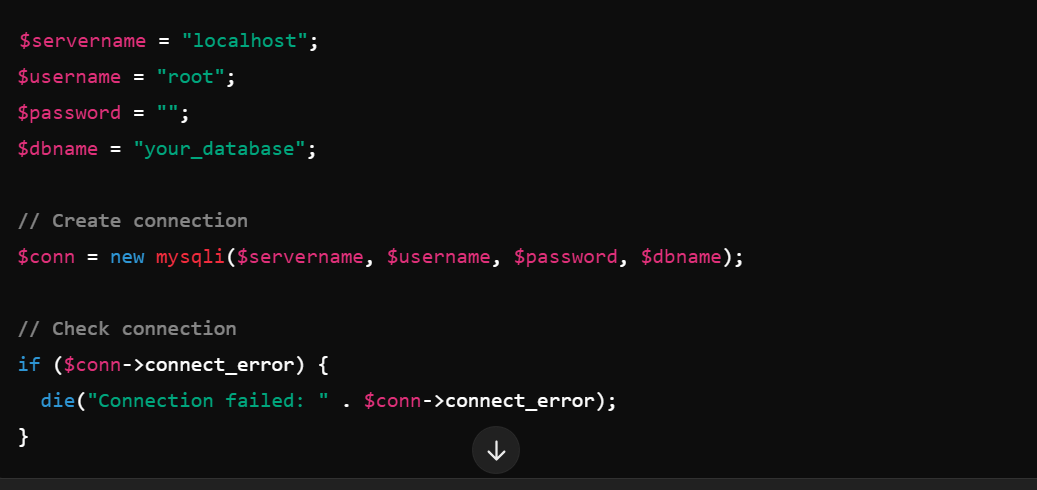 $servername = "localhost";
$username = "root";
$password = "";
$dbname = "your_database";
// Create connection
$conn = new mysqli($servername, $username, $password, $dbname);
// Check connection
if ($conn->connect_error) {
  die("Connection failed: " . $conn->connect_error);
}